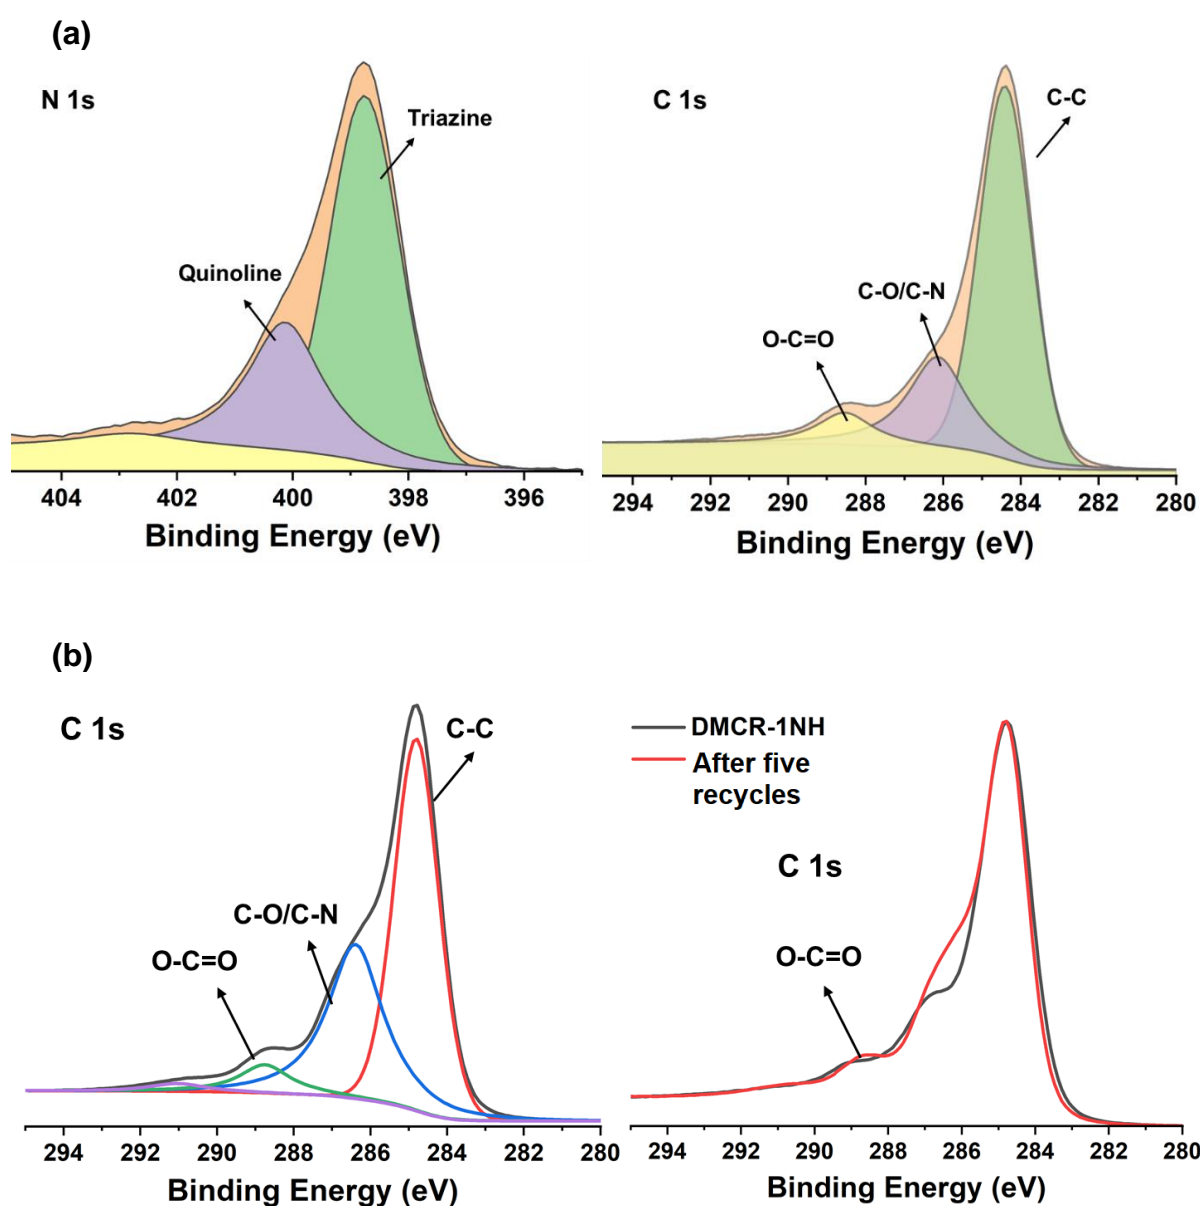 (a)
N 1s
Triazine
Quinoline
404 402 400 398 396
Binding Energy (eV)
C 1s
C-C
C-O/C-N
O-C=O
294 292 290 288 286 284 282 280
Binding Energy (eV)
(b)
C 1s
C-C
C-O/C-N
O-C=O
294 292 290 288 286 284 282 280
Binding Energy (eV)
DMCR-1NH
After five
recycles
C 1s
O-C=O
294 292 290 288 286 284 282 280
Binding Energy (eV)